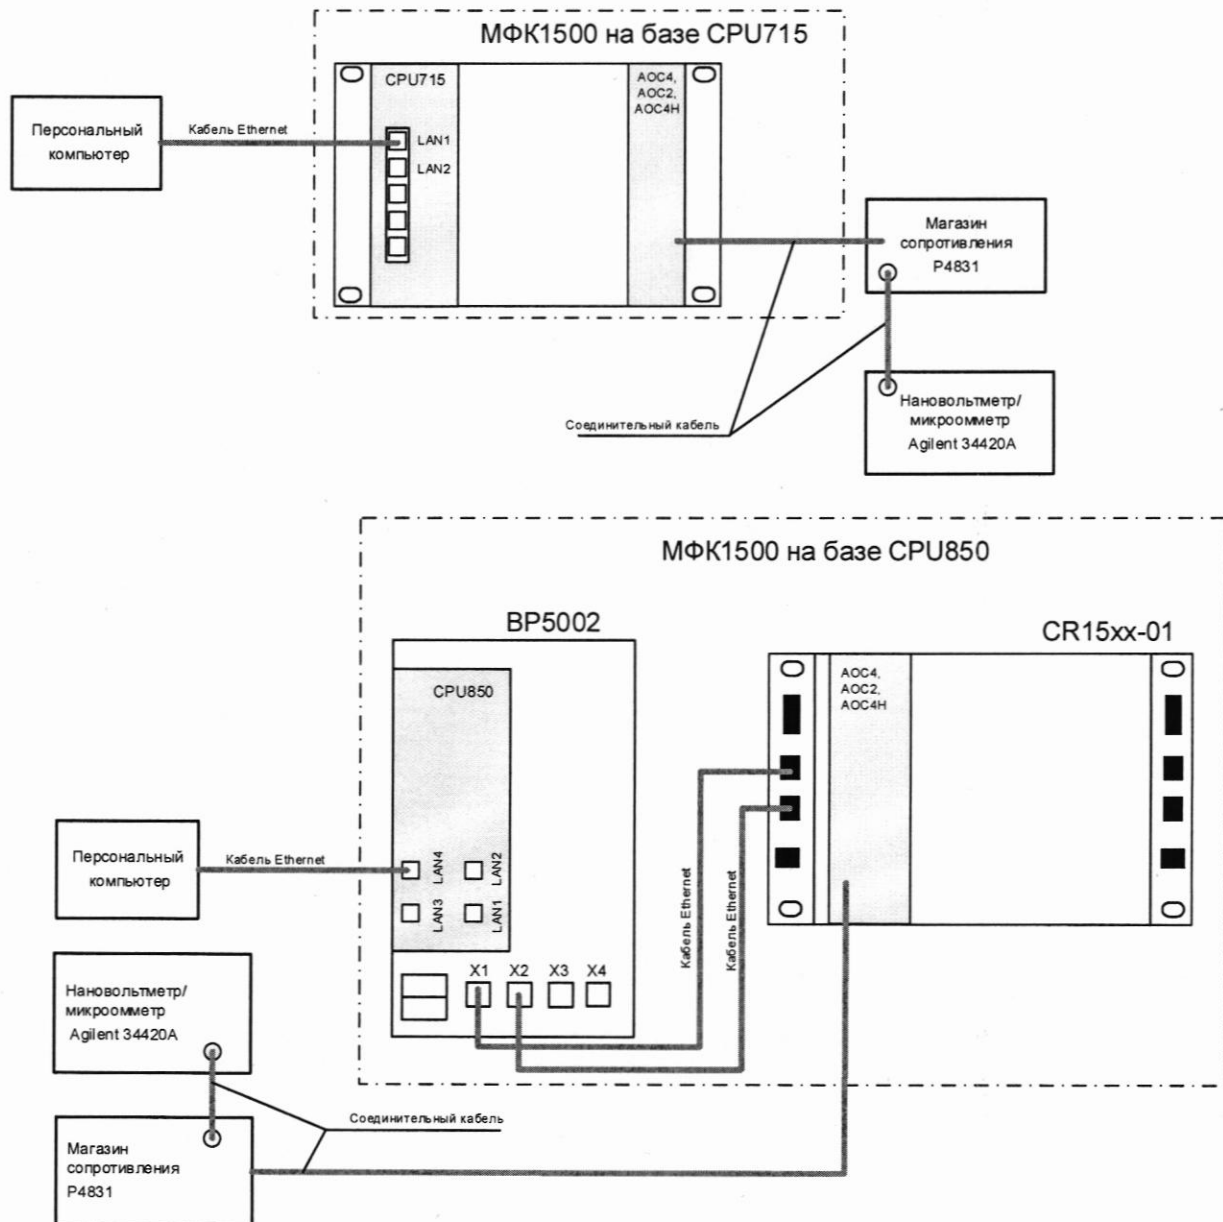 МФК1500 на базе CPU715
CPU715
AOC4,
AOC2,
AOC4H
Персональный
компьютер
Кабель Ethernet
LAN1
LAN2
Магазин
сопротивления
Р4831
Соединительный кабель
Нановольтметр/
микроомметр
Agilent 34420A
МФК1500 на базе CPU850
BP5002
CR15xx-01
CPU850
AOC4,
AOC2,
AOC4H
Персональный
компьютер
Кабель Ethernet
LAN4
LAN2
LAN3
LAN1
Кабель Ethernet
Кабель Ethernet
X1
X2
X3
X4
Нановольтметр/
микроомметр
Agilent 34420A
Соединительный кабель
Магазин
сопротивления
Р4831